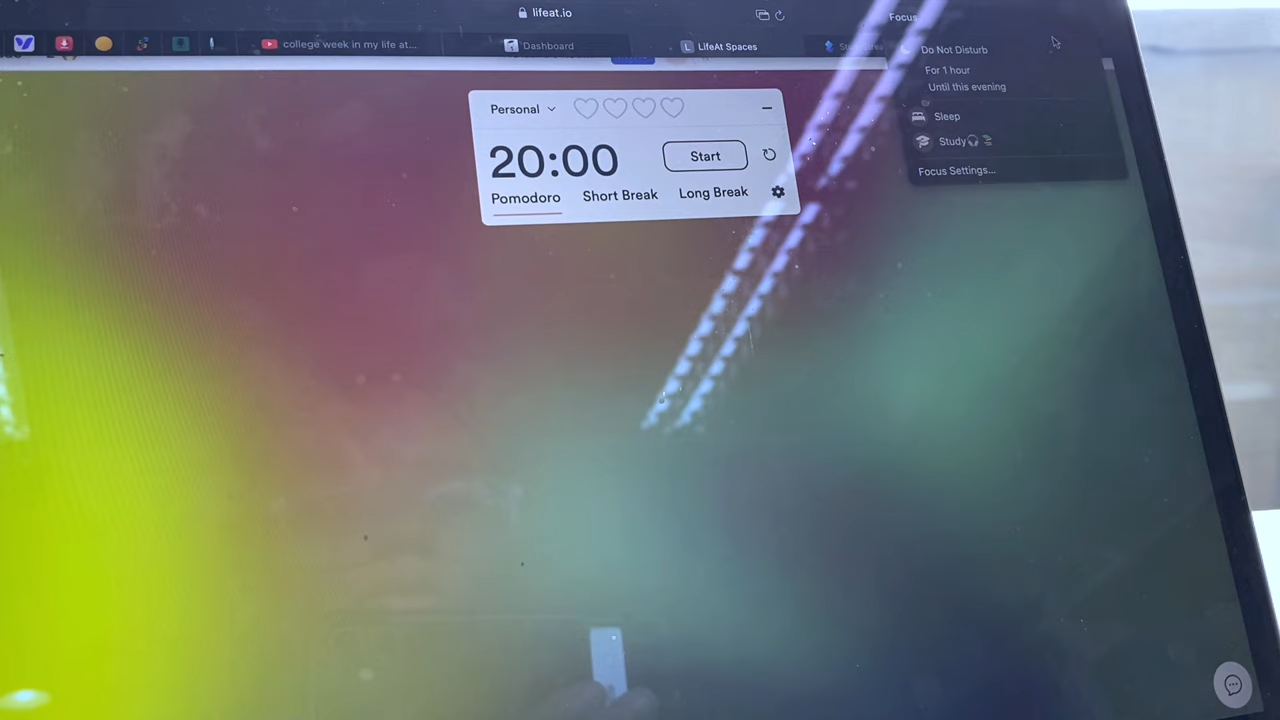 lifeat.io
Focus
college week in my life at...
Dashboard
L LifeAt Spaces
Do Not Disturb
For 1 hour
Until this evening
Sleep
Study
Focus Settings...
Personal
20:00
Start
Pomodoro
Short Break
Long Break